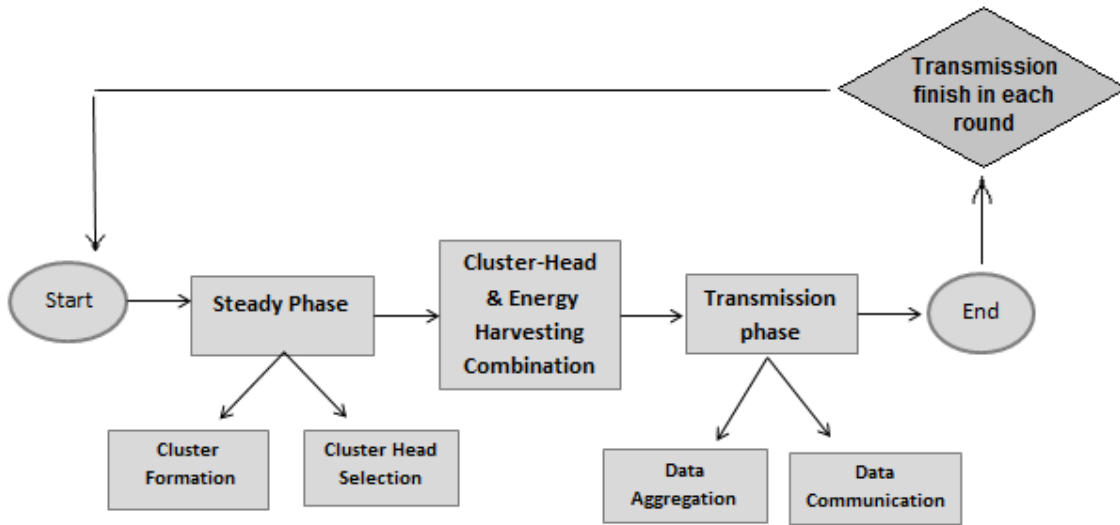 Transmission
finish in each
round
Start
Steady Phase
Cluster-Head
& Energy
Harvesting
Combination
Transmission
phase
End
Cluster
Formation
Cluster Head
Selection
Data
Aggregation
Data
Communication